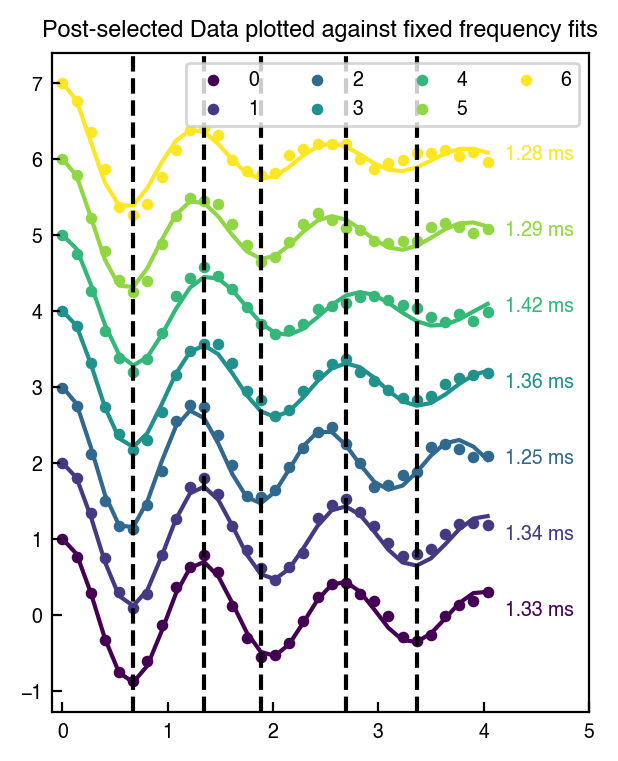 Post-selected Data plotted against fixed frequency fits
0 2 4 6
1 3 5
7
6
5
4
3
2
1
0
−1
1.28 ms
1.29 ms
1.42 ms
1.36 ms
1.25 ms
1.34 ms
1.33 ms
0 1 2 3 4 5